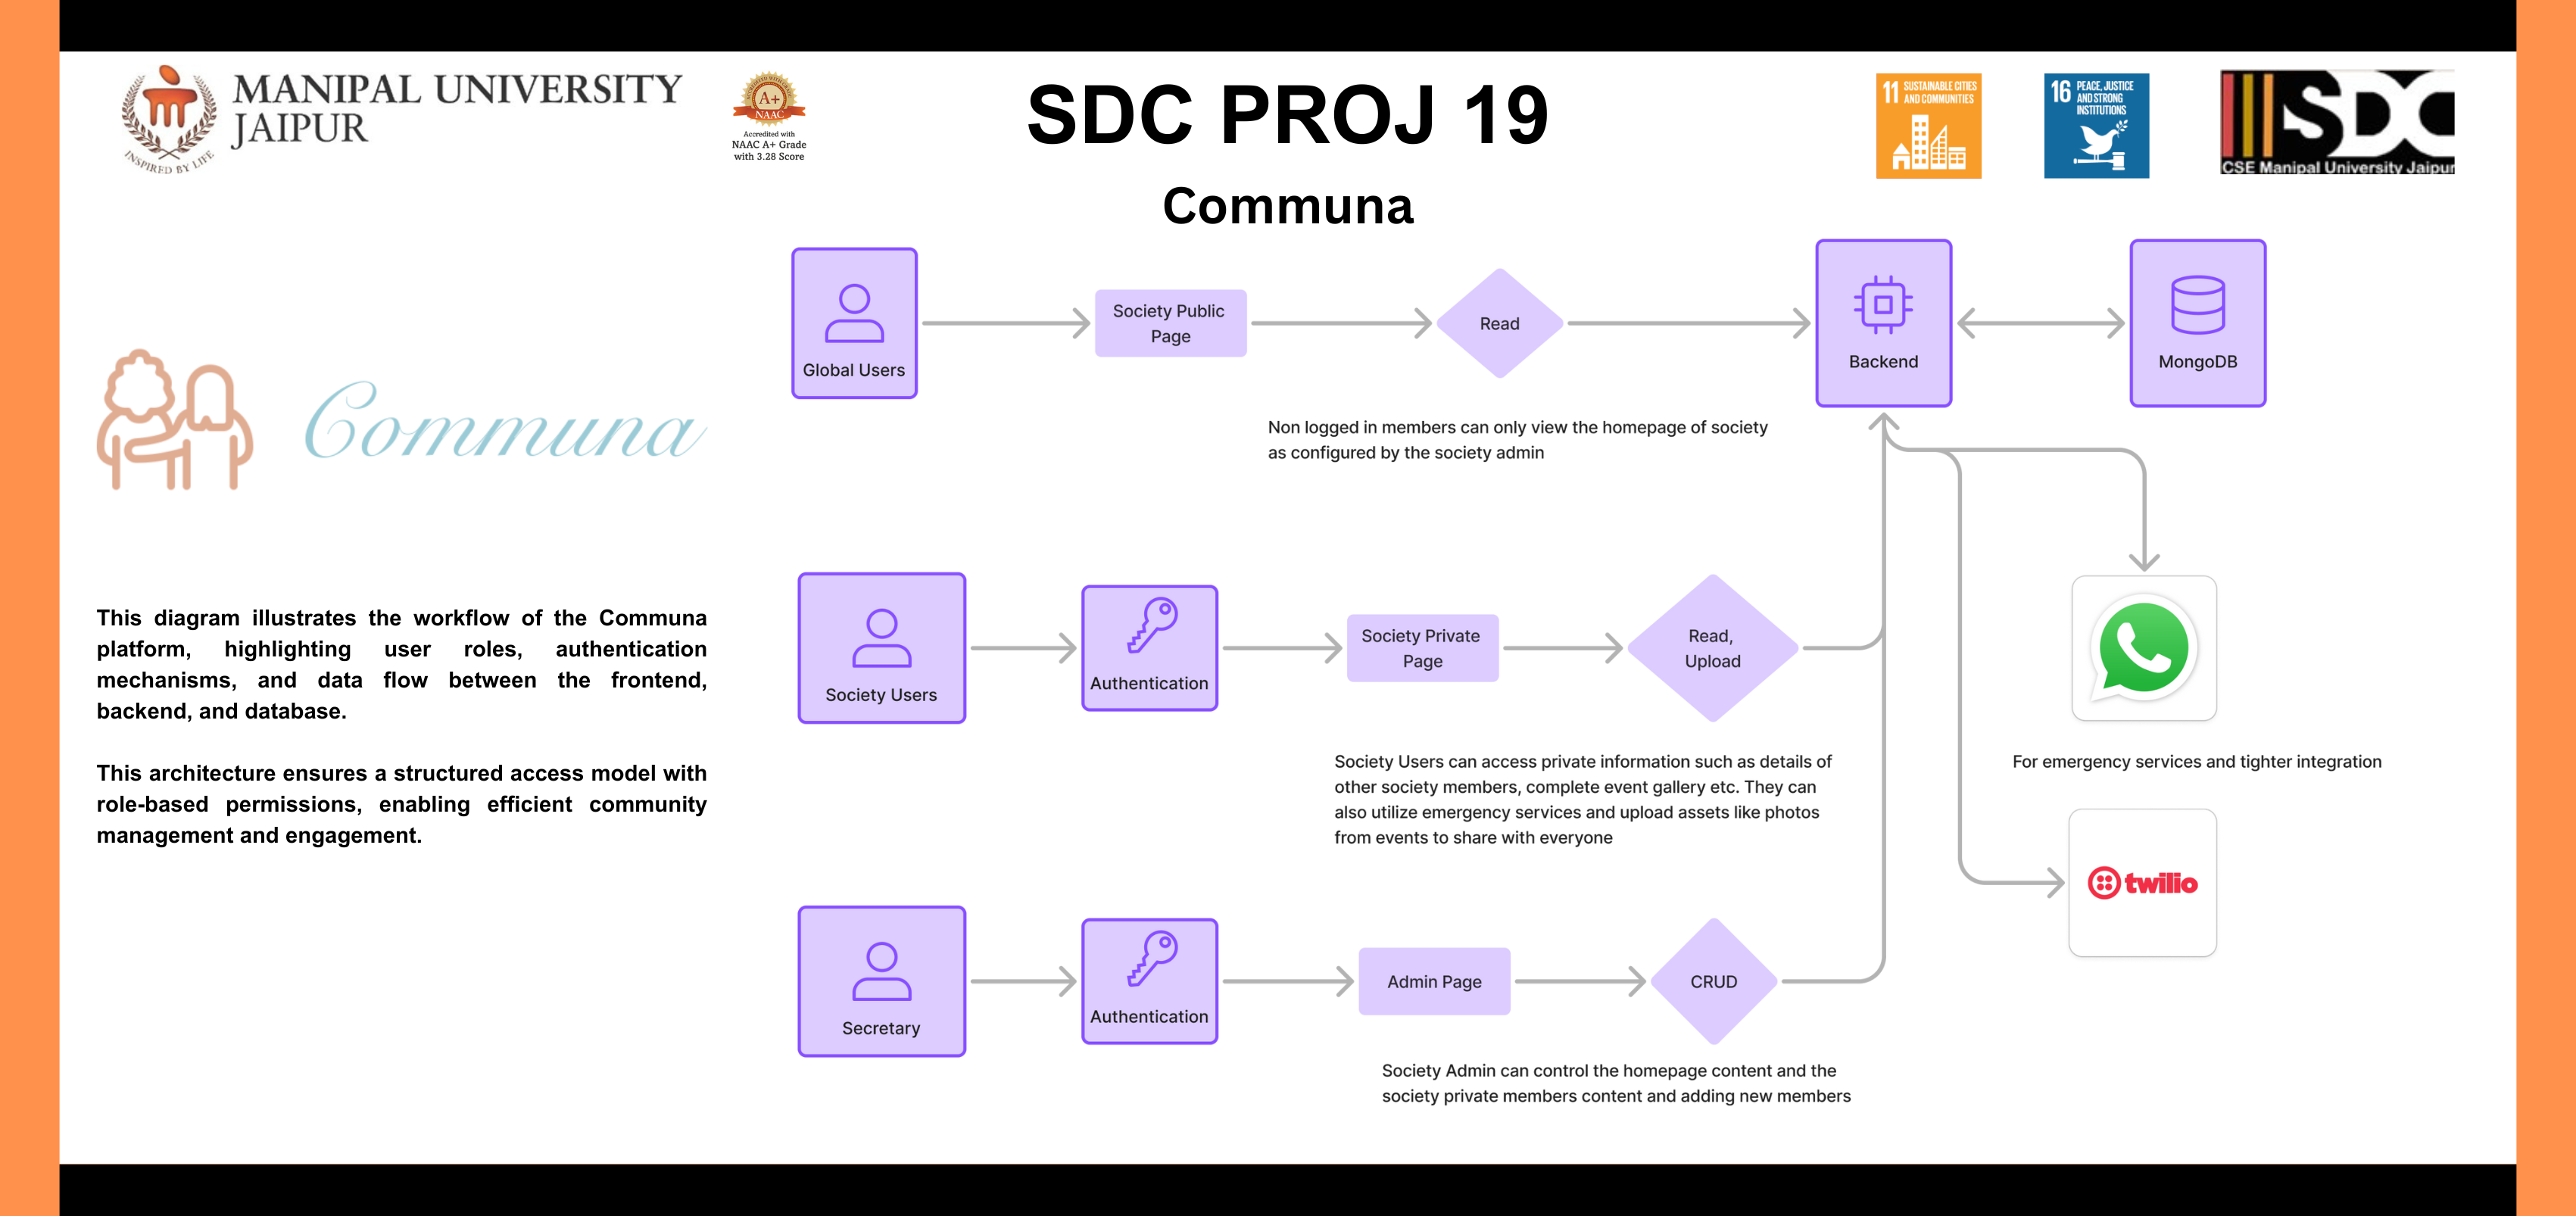 MANIPAL UNIVERSITY
JAIPUR
INSPIRED BY LIFE
A+
NAAC
Accredited with
NAAC A+ Grade
with 3.28 Score
SDC PROJ 19
Communa
11 SUSTAINABLE CITIES
AND COMMUNITIES
16 PEACE, JUSTICE
AND STRONG
INSTITUTIONS
SDC
CSE Manipal University Jaipur
Communa
This diagram illustrates the workflow of the Communa
platform, highlighting user roles, authentication
mechanisms, and data flow between the frontend,
backend, and database.
This architecture ensures a structured access model with
role-based permissions, enabling efficient community
management and engagement.
Global Users
Society Public
Page
Read
Backend
MongoDB
Non logged in members can only view the homepage of society
as configured by the society admin
Society Users
Authentication
Society Private
Page
Read,
Upload
Society Users can access private information such as details of
other society members, complete event gallery etc. They can
also utilize emergency services and upload assets like photos
from events to share with everyone
For emergency services and tighter integration
twilio
Secretary
Authentication
Admin Page
CRUD
Society Admin can control the homepage content and the
society private members content and adding new members